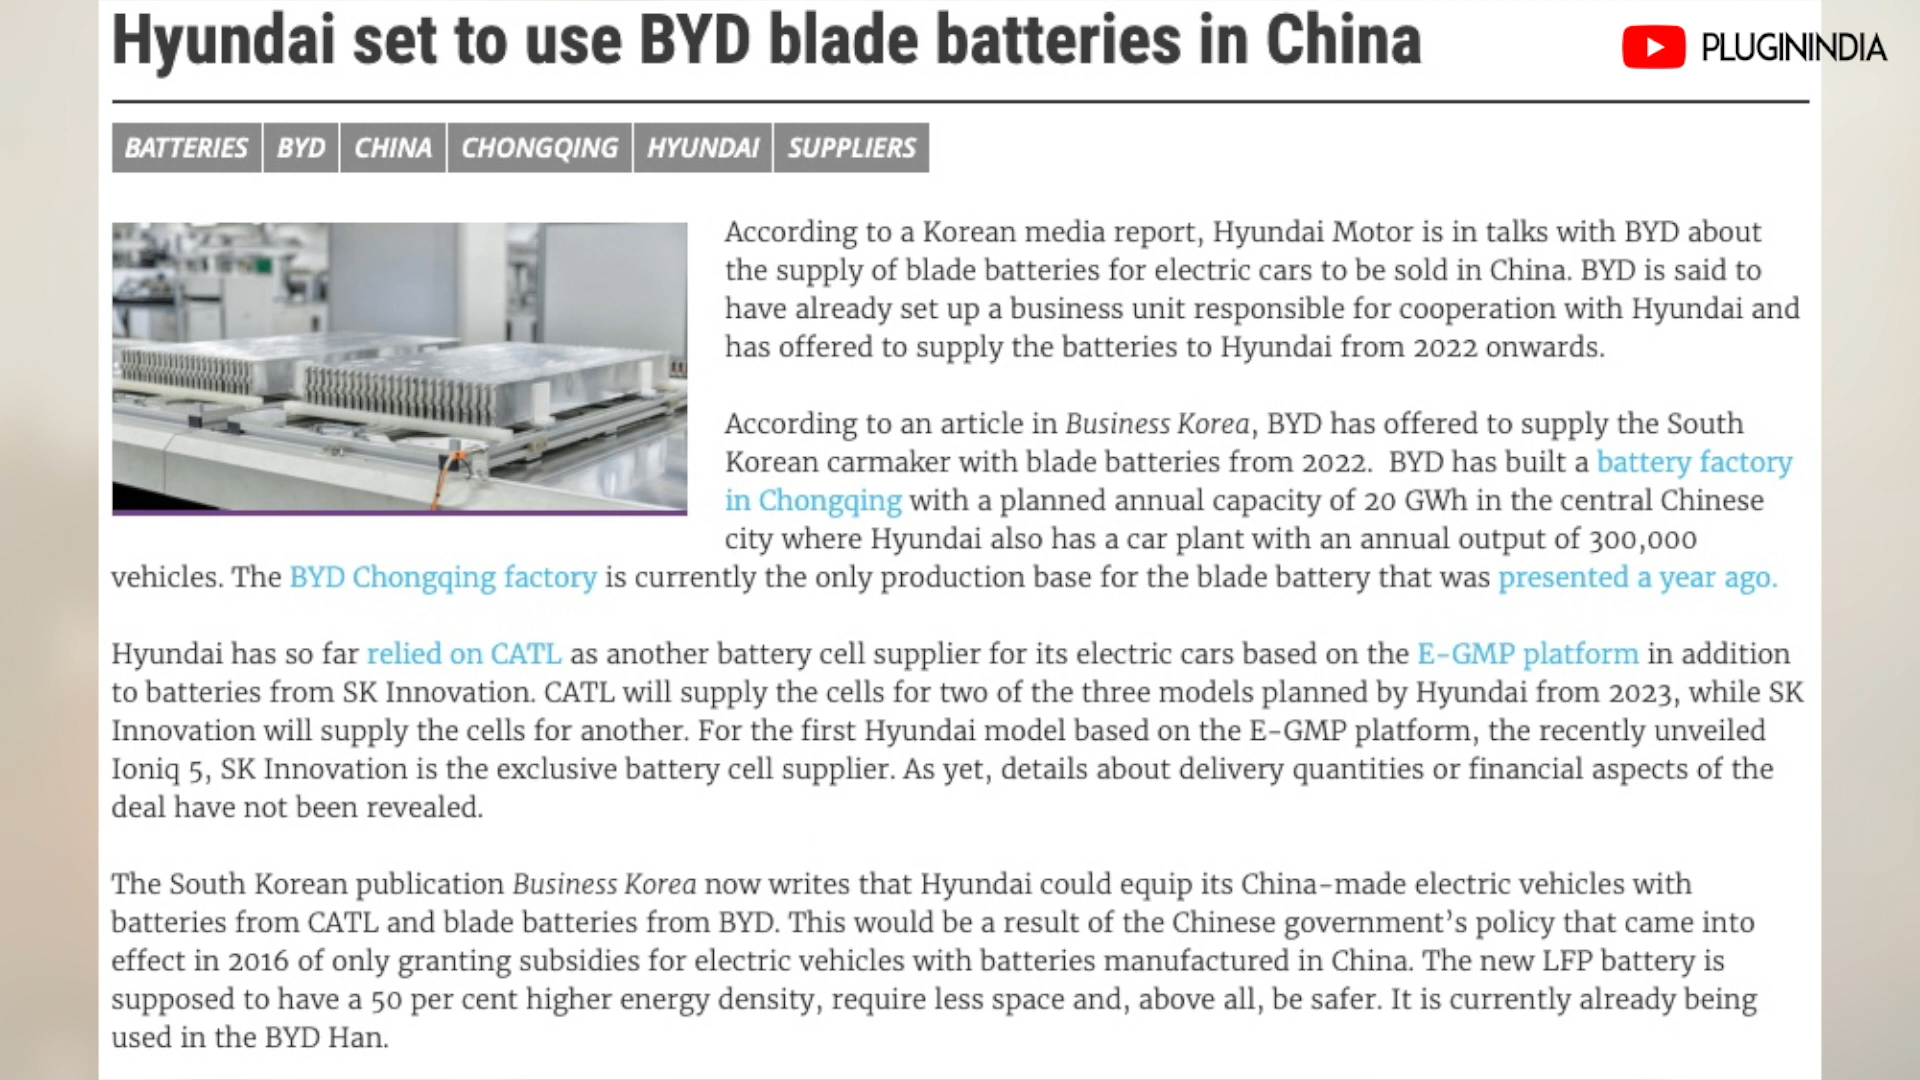 Hyundai set to use BYD blade batteries in China
PLUGININDIA
BATTERIES BYD CHINA CHONGQING HYUNDAI SUPPLIERS
According to a Korean media report, Hyundai Motor is in talks with BYD about
the supply of blade batteries for electric cars to be sold in China. BYD is said to
have already set up a business unit responsible for cooperation with Hyundai and
has offered to supply the batteries to Hyundai from 2022 onwards.
According to an article in Business Korea, BYD has offered to supply the South
Korean carmaker with blade batteries from 2022. BYD has built a battery factory
in Chongqing with a planned annual capacity of 20 GWh in the central Chinese
city where Hyundai also has a car plant with an annual output of 300,000
vehicles. The BYD Chongqing factory is currently the only production base for the blade battery that was presented a year ago.
Hyundai has so far relied on CATL as another battery cell supplier for its electric cars based on the E-GMP platform in addition
to batteries from SK Innovation. CATL will supply the cells for two of the three models planned by Hyundai from 2023, while SK
Innovation will supply the cells for another. For the first Hyundai model based on the E-GMP platform, the recently unveiled
Ioniq 5, SK Innovation is the exclusive battery cell supplier. As yet, details about delivery quantities or financial aspects of the
deal have not been revealed.
The South Korean publication Business Korea now writes that Hyundai could equip its China-made electric vehicles with
batteries from CATL and blade batteries from BYD. This would be a result of the Chinese government’s policy that came into
effect in 2016 of only granting subsidies for electric vehicles with batteries manufactured in China. The new LFP battery is
supposed to have a 50 per cent higher energy density, require less space and, above all, be safer. It is currently already being
used in the BYD Han.